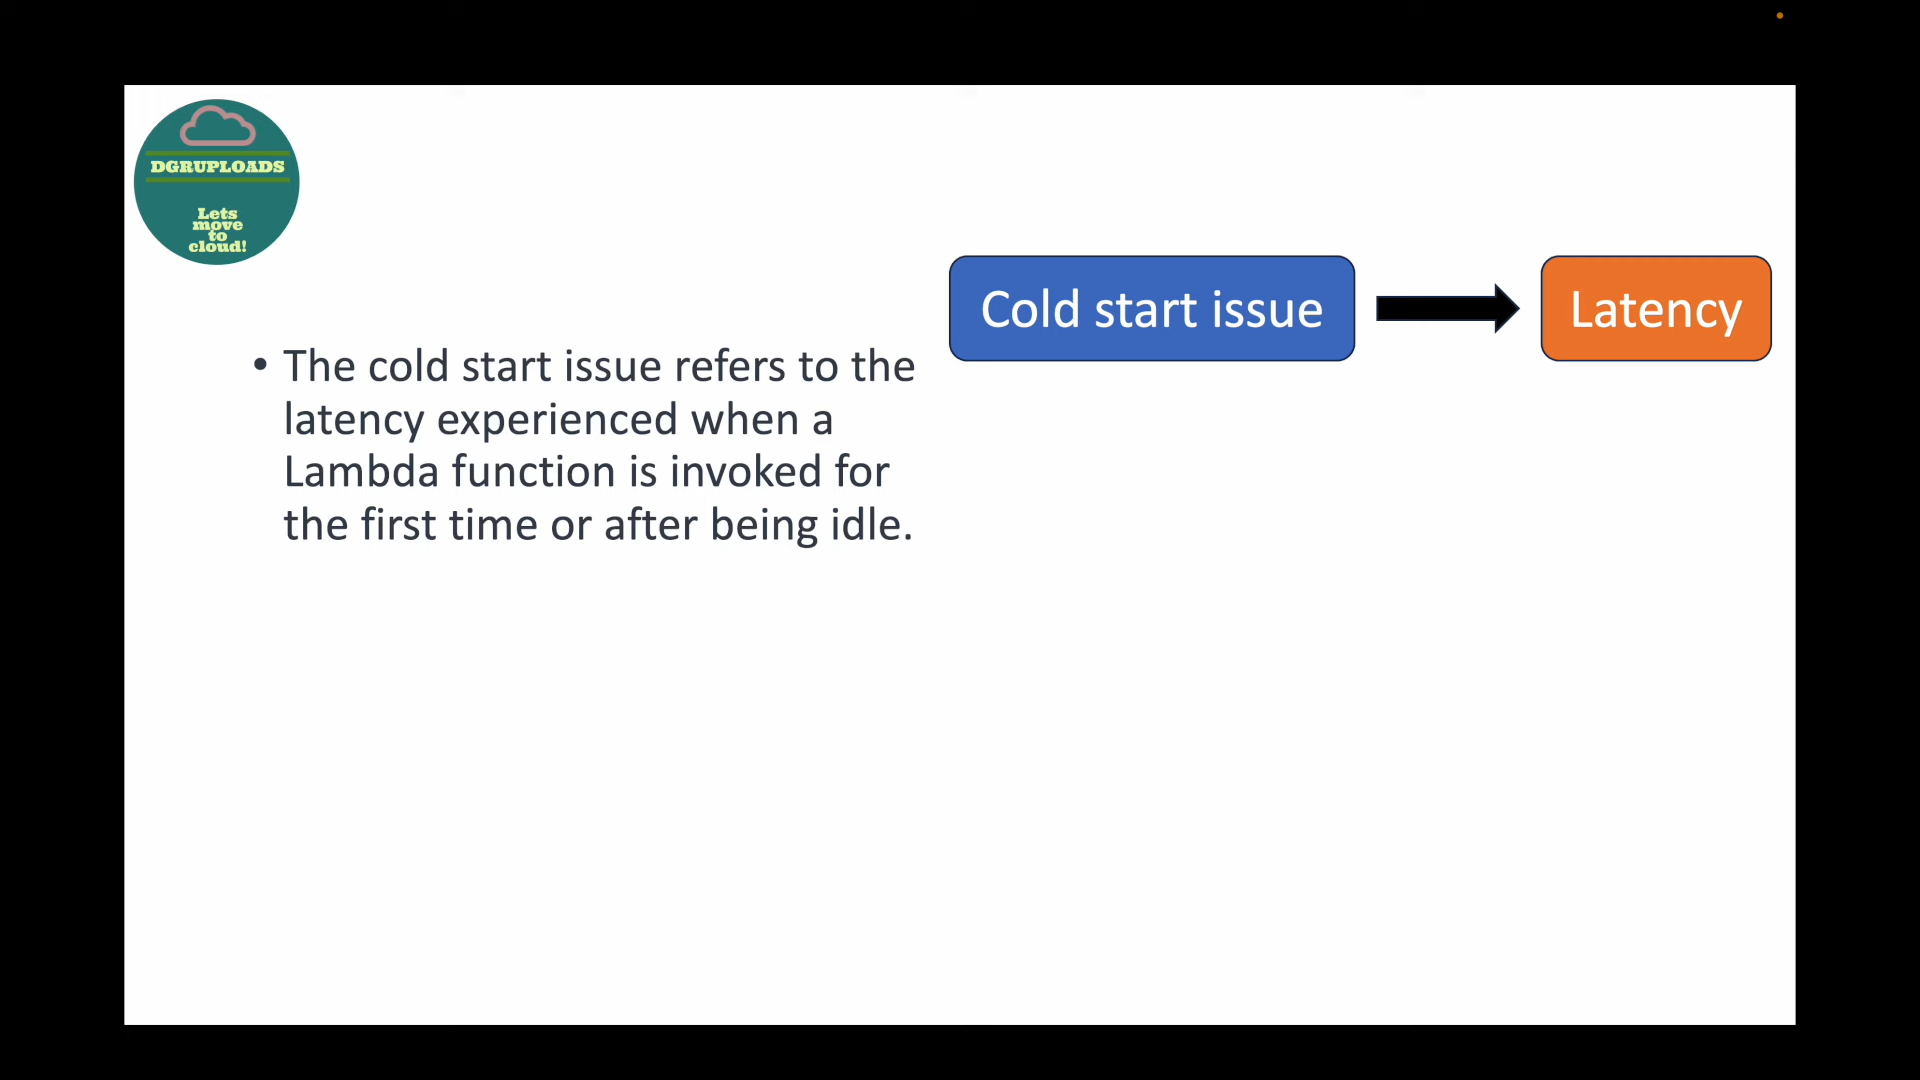 DGRUPLOADS
Lets
move
to
cloud!
Cold start issue
Latency
• The cold start issue refers to the
latency experienced when a
Lambda function is invoked for
the first time or after being idle.